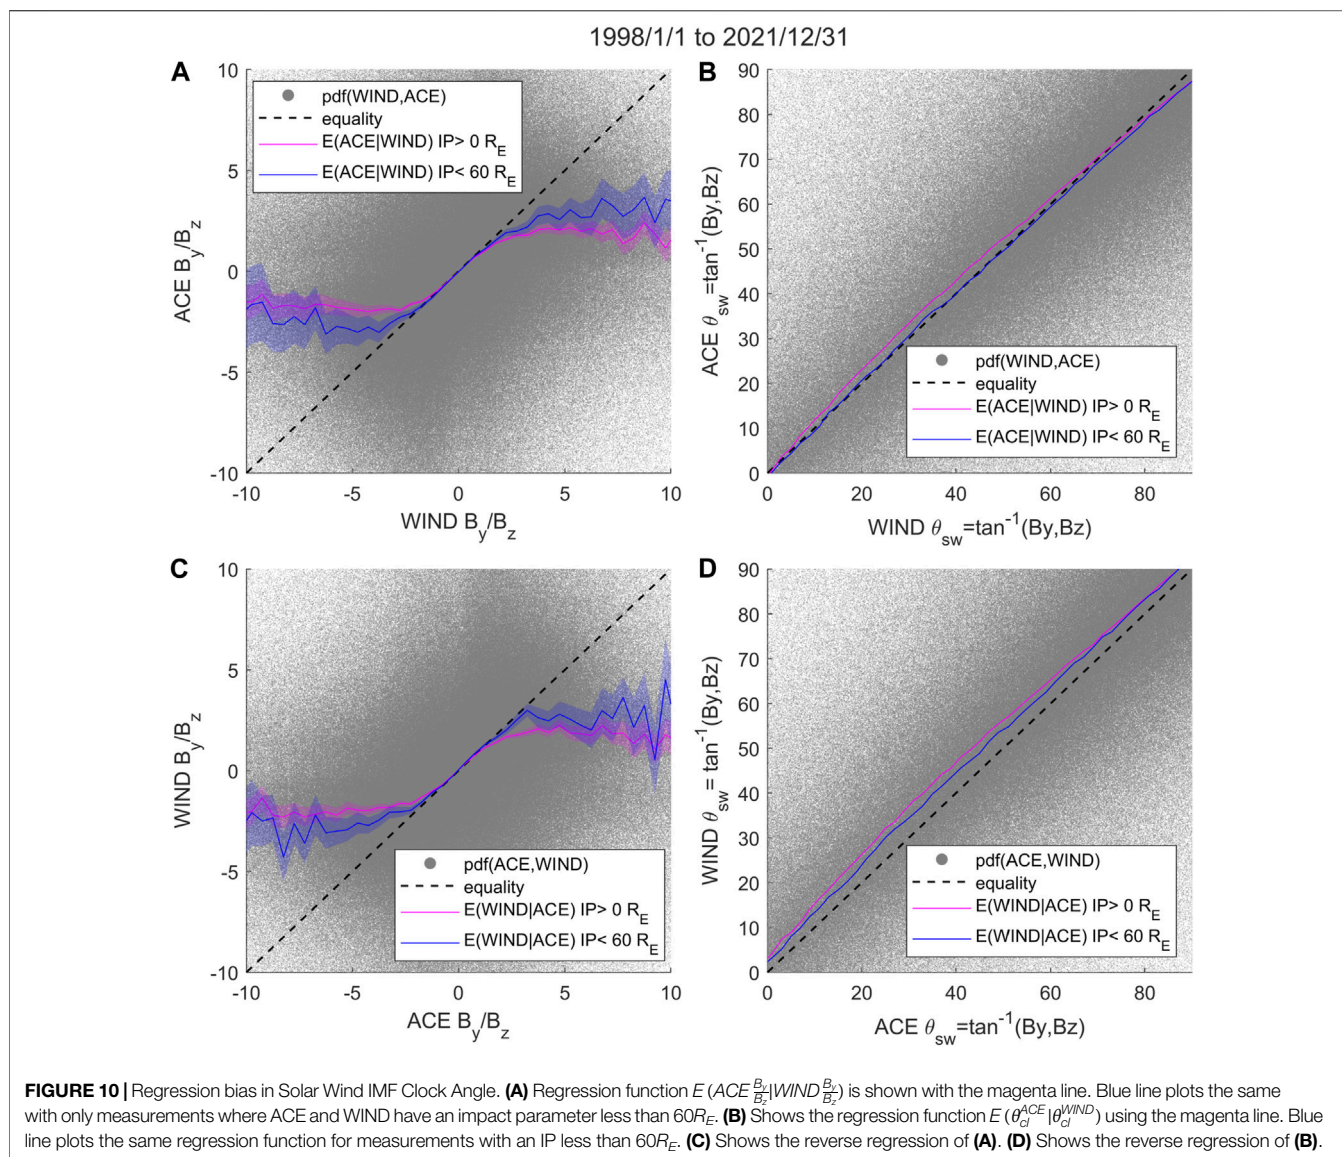 1998/1/1 to 2021/12/31
A
10
5
0
-5
-10
ACE B_y/B_z
pdf(WIND,ACE)
equality
E(ACE|WIND) IP> 0 R_E
E(ACE|WIND) IP< 60 R_E
-10 -5 0 5 10
WIND B_y/B_z
B
90
80
70
60
50
40
30
20
10
0
ACE θ_sw=tan⁻¹(By,Bz)
pdf(WIND,ACE)
equality
E(ACE|WIND) IP> 0 R_E
E(ACE|WIND) IP< 60 R_E
0 20 40 60 80
WIND θ_sw=tan⁻¹(By,Bz)
C
10
5
0
-5
-10
WIND B_y/B_z
pdf(ACE,WIND)
equality
E(WIND|ACE) IP> 0 R_E
E(WIND|ACE) IP< 60 R_E
-10 -5 0 5 10
ACE B_y/B_z
D
90
80
70
60
50
40
30
20
10
0
WIND θ_sw= tan⁻¹(By,Bz)
pdf(ACE,WIND)
equality
E(WIND|ACE) IP> 0 R_E
E(WIND|ACE) IP< 60 R_E
0 20 40 60 80
ACE θ_sw=tan⁻¹(By,Bz)
FIGURE 10 | Regression bias in Solar Wind IMF Clock Angle. (A) Regression function E (ACE B_y/B_z|WIND B_y/B_z) is shown with the magenta line. Blue line plots the same
with only measurements where ACE and WIND have an impact parameter less than 60R_E. (B) Shows the regression function E (θ_cl^ACE|θ_cl^WIND) using the magenta line. Blue
line plots the same regression function for measurements with an IP less than 60R_E. (C) Shows the reverse regression of (A). (D) Shows the reverse regression of (B).